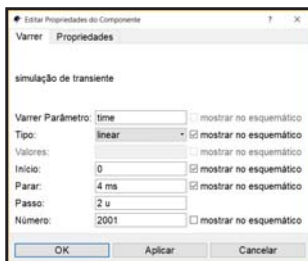 Editar Propriedades do Componente ? X
Varrer Propriedades
simulação de transiente
Varrer Parâmetro: time mostrar no esquemático
Tipo: linear mostrar no esquemático
Valores: mostrar no esquemático
Início: 0 mostrar no esquemático
Parar: 4 ms mostrar no esquemático
Passo: 2 u
Número: 2001 mostrar no esquemático
OK Aplicar Cancelar